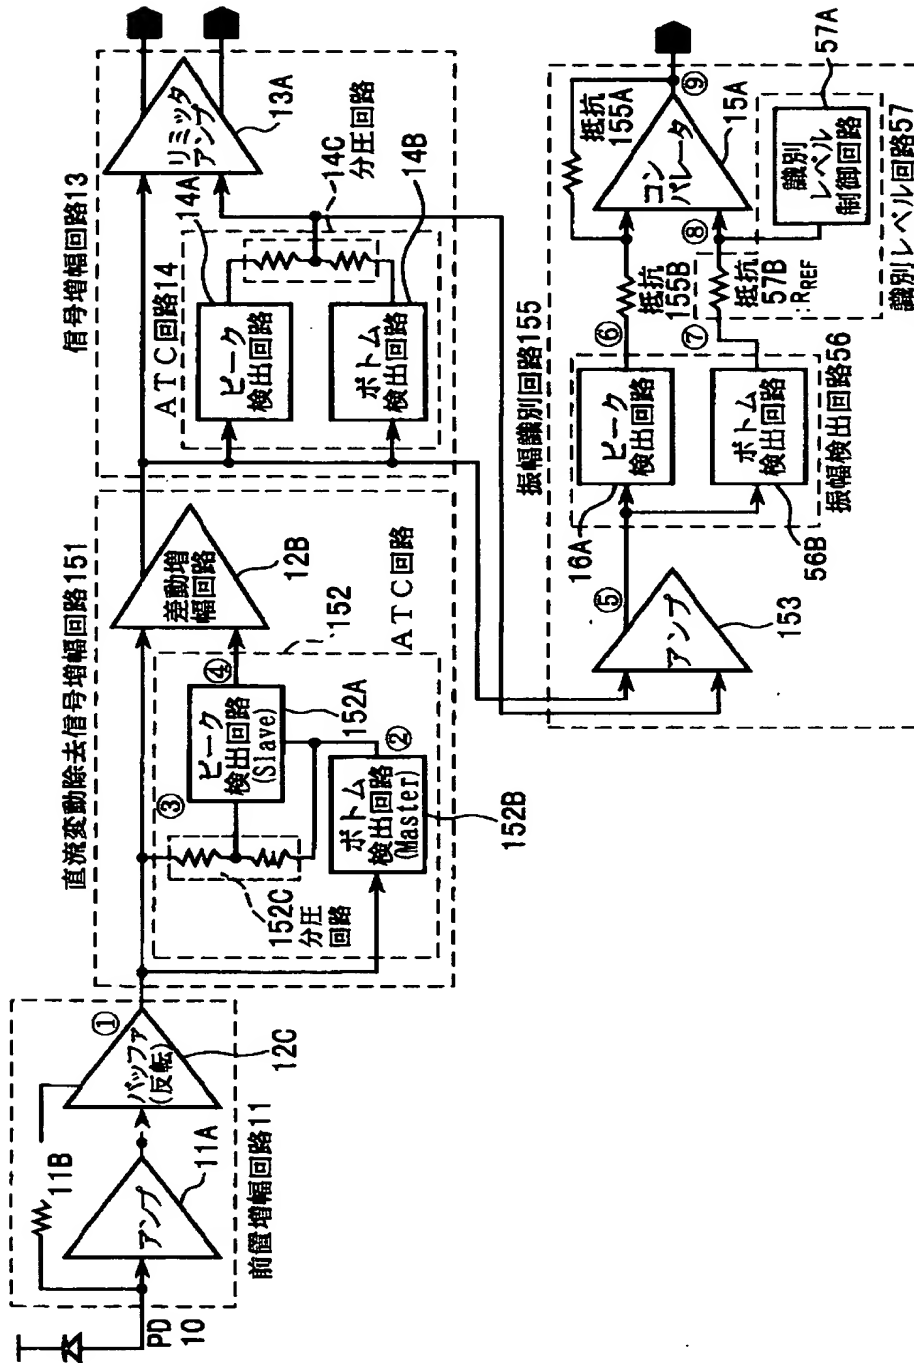 PD
10
11B
アンプ
11A
①
バッファ
(反転)
12C
前置増幅回路11
直流変動除去信号増幅回路151
差動増
幅回路
12B
152
ATC回路
③
④
ピーク
検出回路
(Slave)
152A
②
ボトム
検出回路
(Master)
152B
152C
分圧
回路
信号増幅回路13
リミッタ
アンプ
13A
ATC回路14
14A
ピーク
検出回路
14C
分圧回路
ボトム
検出回路
14B
振幅識別回路155
アンプ
153
⑤
16A
ピーク
検出回路
ボトム
検出回路
56B
振幅検出回路56
⑥
抵抗
155B
⑦
抵抗
57B
:RREF
⑧
抵抗
155A
コン
パレータ
15A
⑨
57A
識別
レベル
制御回路
識別レベル回路57